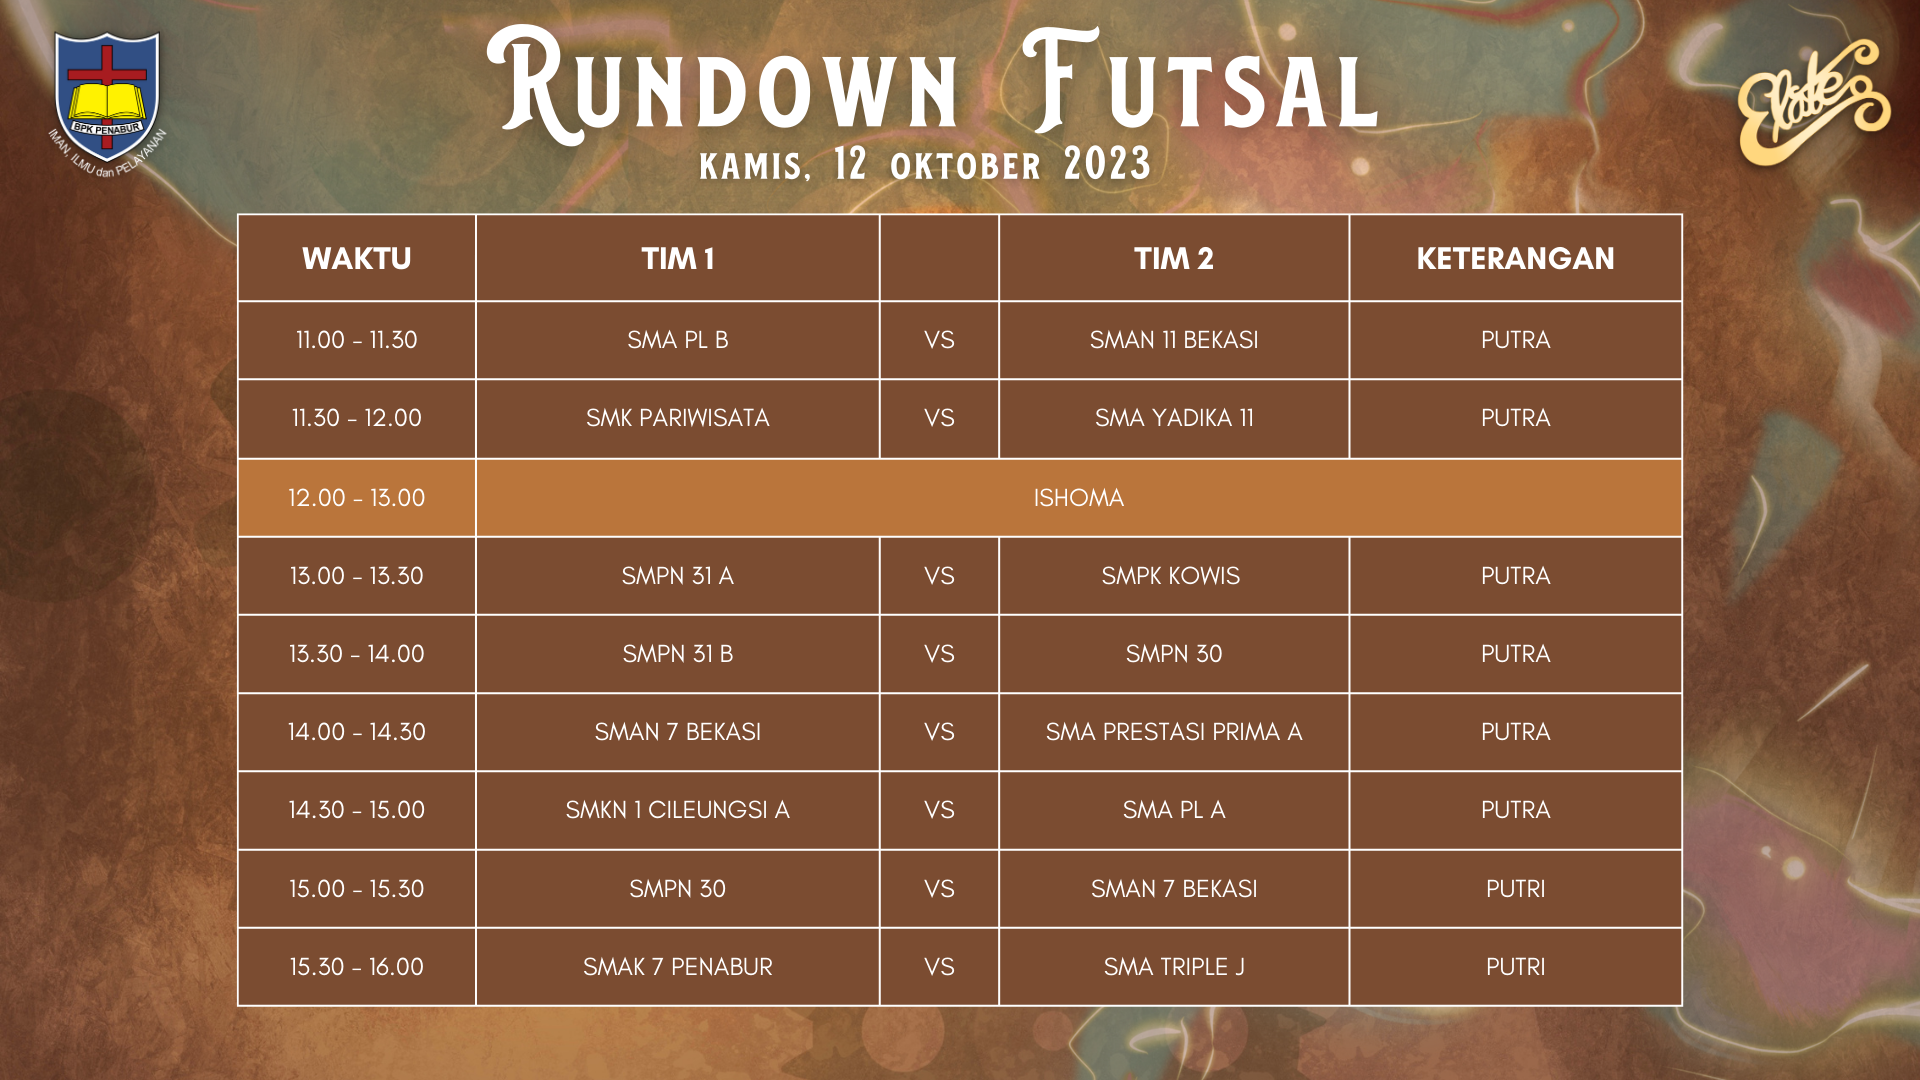 RUNDOWN FUTSAL
KAMIS, 12 OKTOBER 2023
BPK PENABUR
IMAN, ILMU dan PELAYANAN
Elate
WAKTU TIM 1 TIM 2 KETERANGAN
11.00 - 11.30 SMA PL B VS SMAN 11 BEKASI PUTRA
11.30 - 12.00 SMK PARIWISATA VS SMA YADIKA 11 PUTRA
12.00 - 13.00 ISHOMA
13.00 - 13.30 SMPN 31 A VS SMPK KOWIS PUTRA
13.30 - 14.00 SMPN 31 B VS SMPN 30 PUTRA
14.00 - 14.30 SMAN 7 BEKASI VS SMA PRESTASI PRIMA A PUTRA
14.30 - 15.00 SMKN 1 CILEUNGSI A VS SMA PL A PUTRA
15.00 - 15.30 SMPN 30 VS SMAN 7 BEKASI PUTRI
15.30 - 16.00 SMAK 7 PENABUR VS SMA TRIPLE J PUTRI